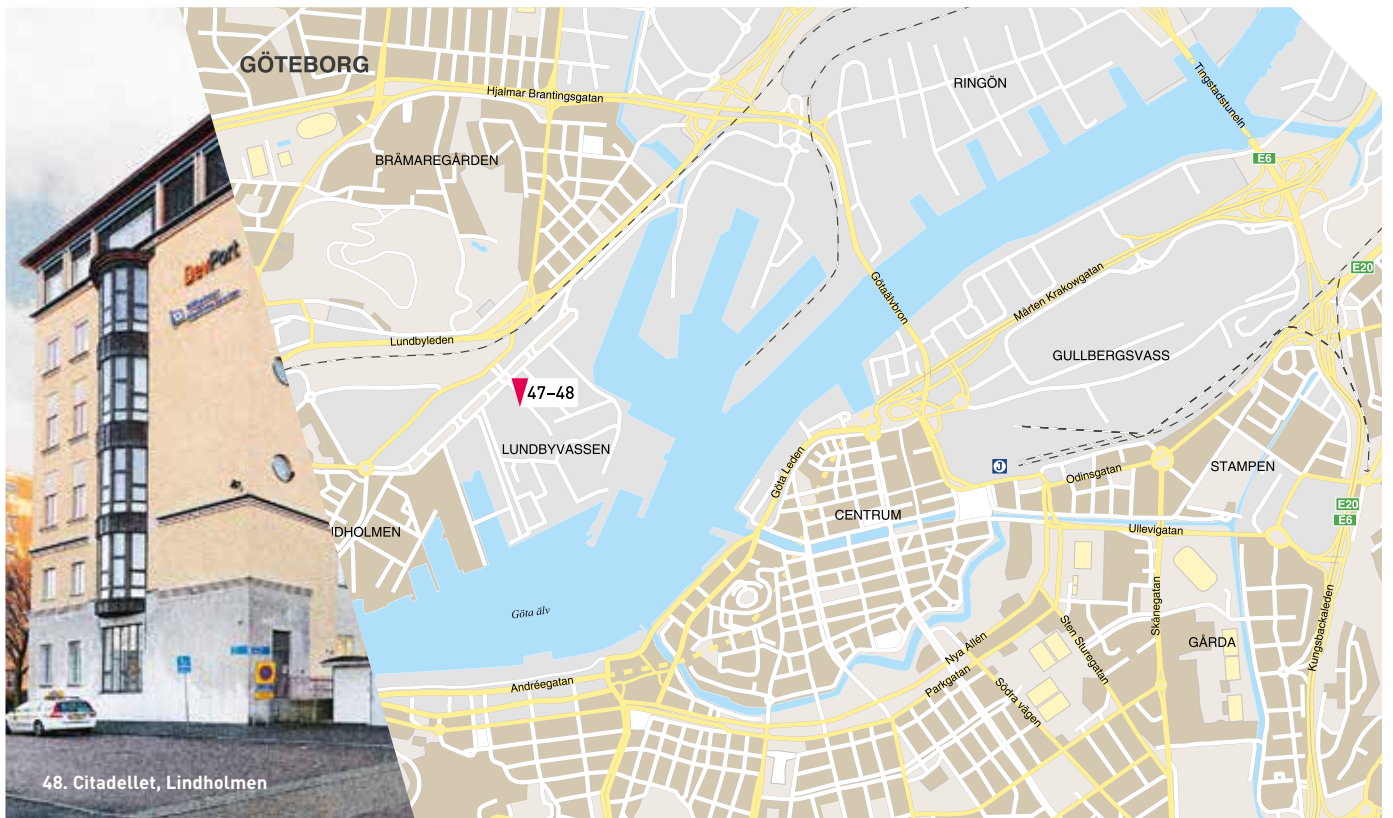 GÖTEBORG
RINGÖN
Hjalmar Brantingsgatan
Tingstadstunneln
E6
BRÄMAREGÅRDEN
DevPort
E20
Götaälvbron
Mårten Krakowgatan
Lundbyleden
GULLBERGSVASS
47–48
LUNDBYVASSEN
Göta Leden
J
Odinsgatan
STAMPEN
CENTRUM
E20
E6
Ullevigatan
DHOLMEN
Göta älv
Skånegatan
Kungsbackaleden
Sten Sturegatan
GÅRDA
Nya Allén
Parkgatan
Andréegatan
Södra vägen
48. Citadellet, Lindholmen